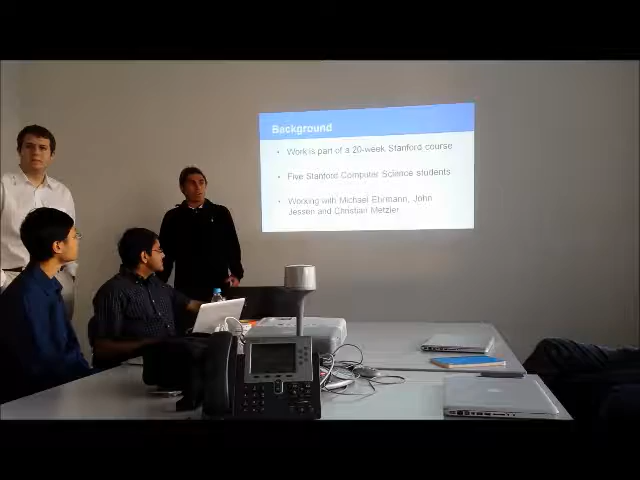 Background
• Work is part of a 20-week Stanford course
• Five Stanford Computer Science students
• Working with Michael Ehrmann, John
Jessen and Christian Metzler